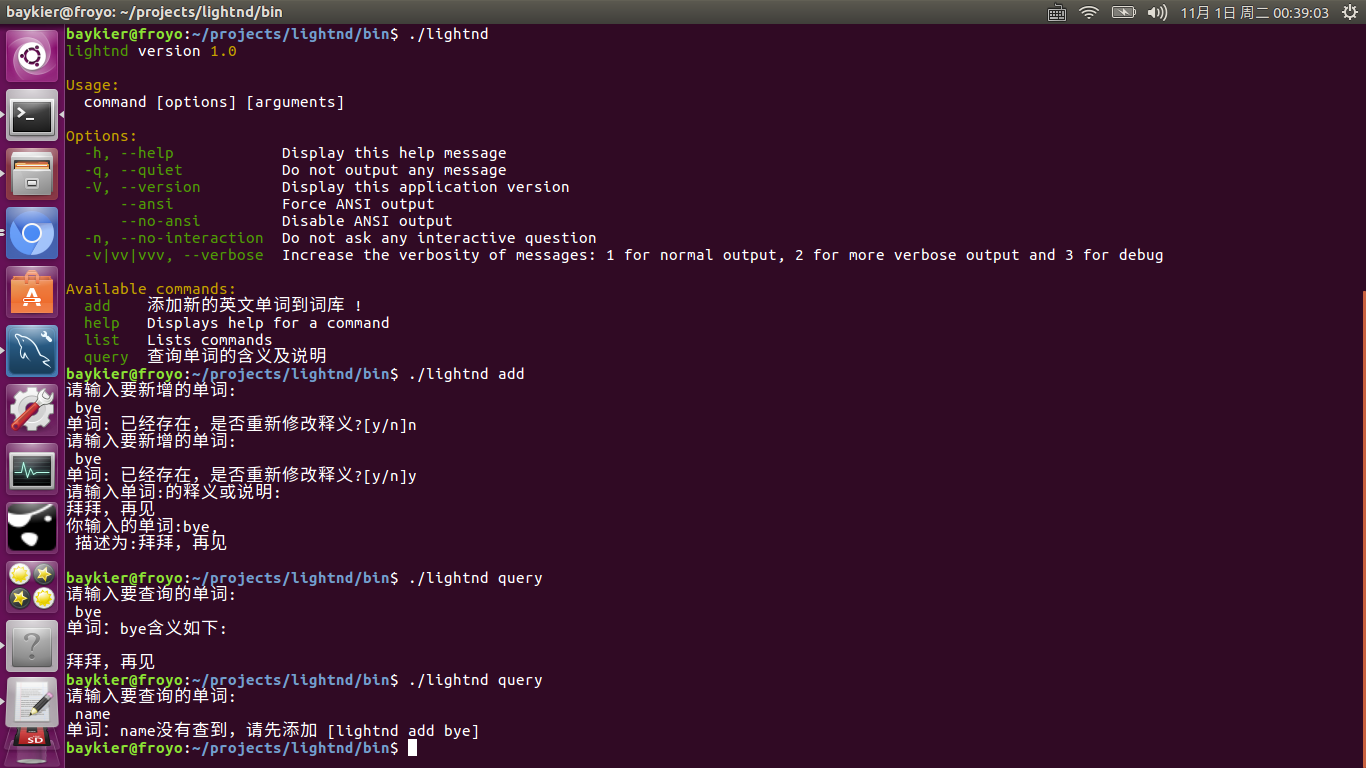 baykier@froyo: ~/projects/lightnd/bin
11月 1日 周二 00:39:03
baykier@froyo:~/projects/lightnd/bin$ ./lightnd
lightnd version 1.0
Usage:
command [options] [arguments]
Options:
-h, --help Display this help message
-q, --quiet Do not output any message
-V, --version Display this application version
--ansi Force ANSI output
--no-ansi Disable ANSI output
-n, --no-interaction Do not ask any interactive question
-v|vv|vvv, --verbose Increase the verbosity of messages: 1 for normal output, 2 for more verbose output and 3 for debug
Available commands:
add 添加新的英文单词到词库 !
help Displays help for a command
list Lists commands
query 查询单词的含义及说明
baykier@froyo:~/projects/lightnd/bin$ ./lightnd add
请输入要新增的单词:
bye
单词: 已经存在，是否重新修改释义?[y/n]n
请输入要新增的单词:
bye
单词: 已经存在，是否重新修改释义?[y/n]y
请输入单词:的释义或说明:
拜拜，再见
你输入的单词:bye,
描述为:拜拜，再见
baykier@froyo:~/projects/lightnd/bin$ ./lightnd query
请输入要查询的单词:
bye
单词: bye含义如下:
拜拜，再见
baykier@froyo:~/projects/lightnd/bin$ ./lightnd query
请输入要查询的单词:
name
单词: name没有查到，请先添加 [lightnd add bye]
baykier@froyo:~/projects/lightnd/bin$
SD